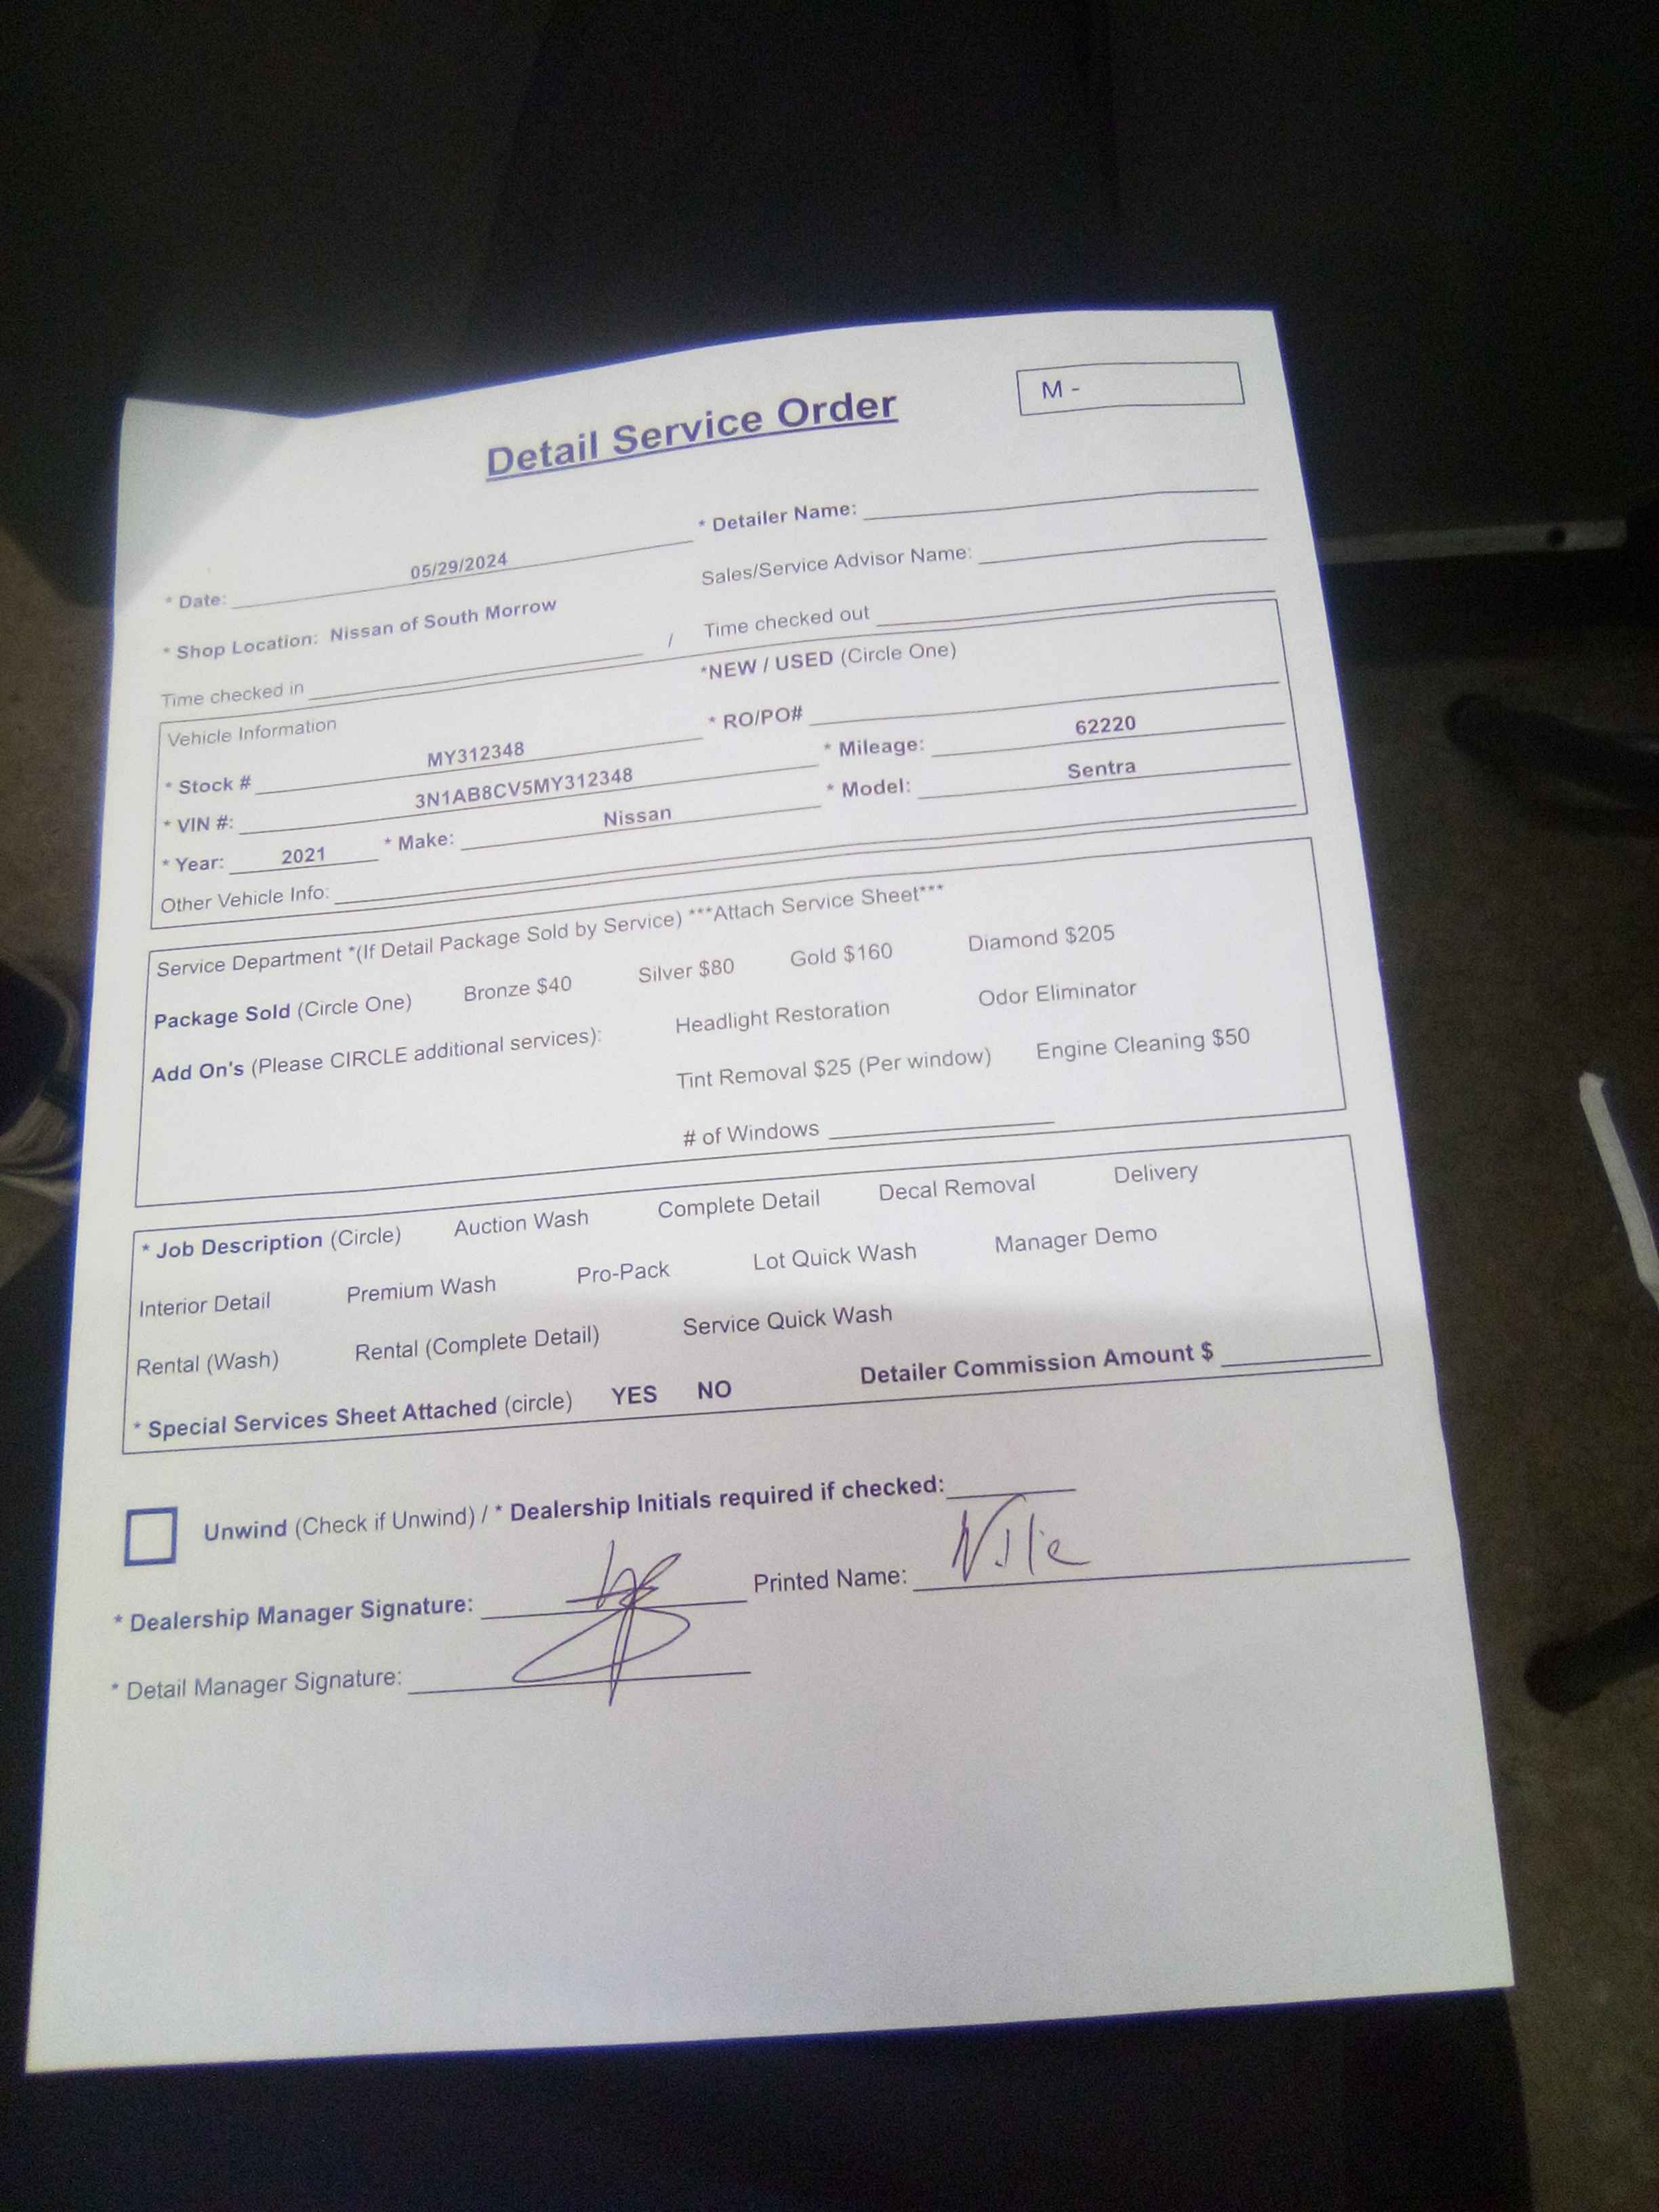 M -
Detail Service Order
* Date: 05/29/2024 * Detailer Name:
* Shop Location: Nissan of South Morrow Sales/Service Advisor Name:
Time checked in / Time checked out
Vehicle Information *NEW / USED (Circle One)
* Stock # MY312348 * RO/PO#
* VIN #: 3N1AB8CV5MY312348 * Mileage: 62220
* Year: 2021 * Make: Nissan * Model: Sentra
Other Vehicle Info:
Service Department *(If Detail Package Sold by Service) ***Attach Service Sheet***
Package Sold (Circle One) Bronze $40 Silver $80 Gold $160 Diamond $205
Add On's (Please CIRCLE additional services): Headlight Restoration Odor Eliminator
Tint Removal $25 (Per window) Engine Cleaning $50
# of Windows
* Job Description (Circle) Auction Wash Complete Detail Decal Removal Delivery
Interior Detail Premium Wash Pro-Pack Lot Quick Wash Manager Demo
Rental (Wash) Rental (Complete Detail) Service Quick Wash
* Special Services Sheet Attached (circle) YES NO Detailer Commission Amount $
Unwind (Check if Unwind) / * Dealership Initials required if checked:
* Dealership Manager Signature: Printed Name:
* Detail Manager Signature: